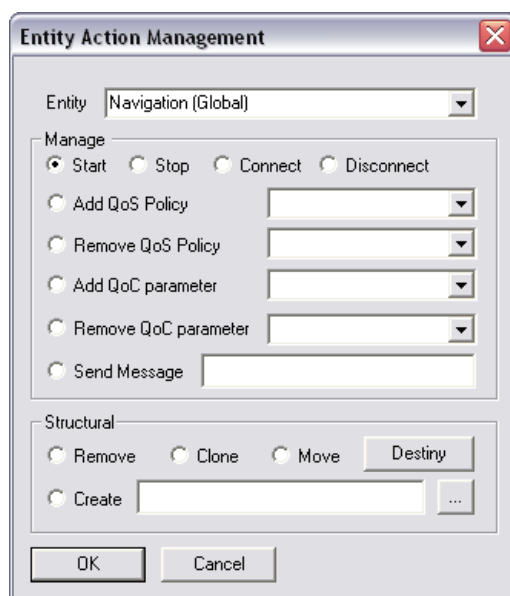 Entity Action Management
Entity Navigation (Global)
Manage
Start Stop Connect Disconnect
Add QoS Policy
Remove QoS Policy
Add QoC parameter
Remove QoC parameter
Send Message
Structural
Remove Clone Move Destiny
Create ...
OK Cancel